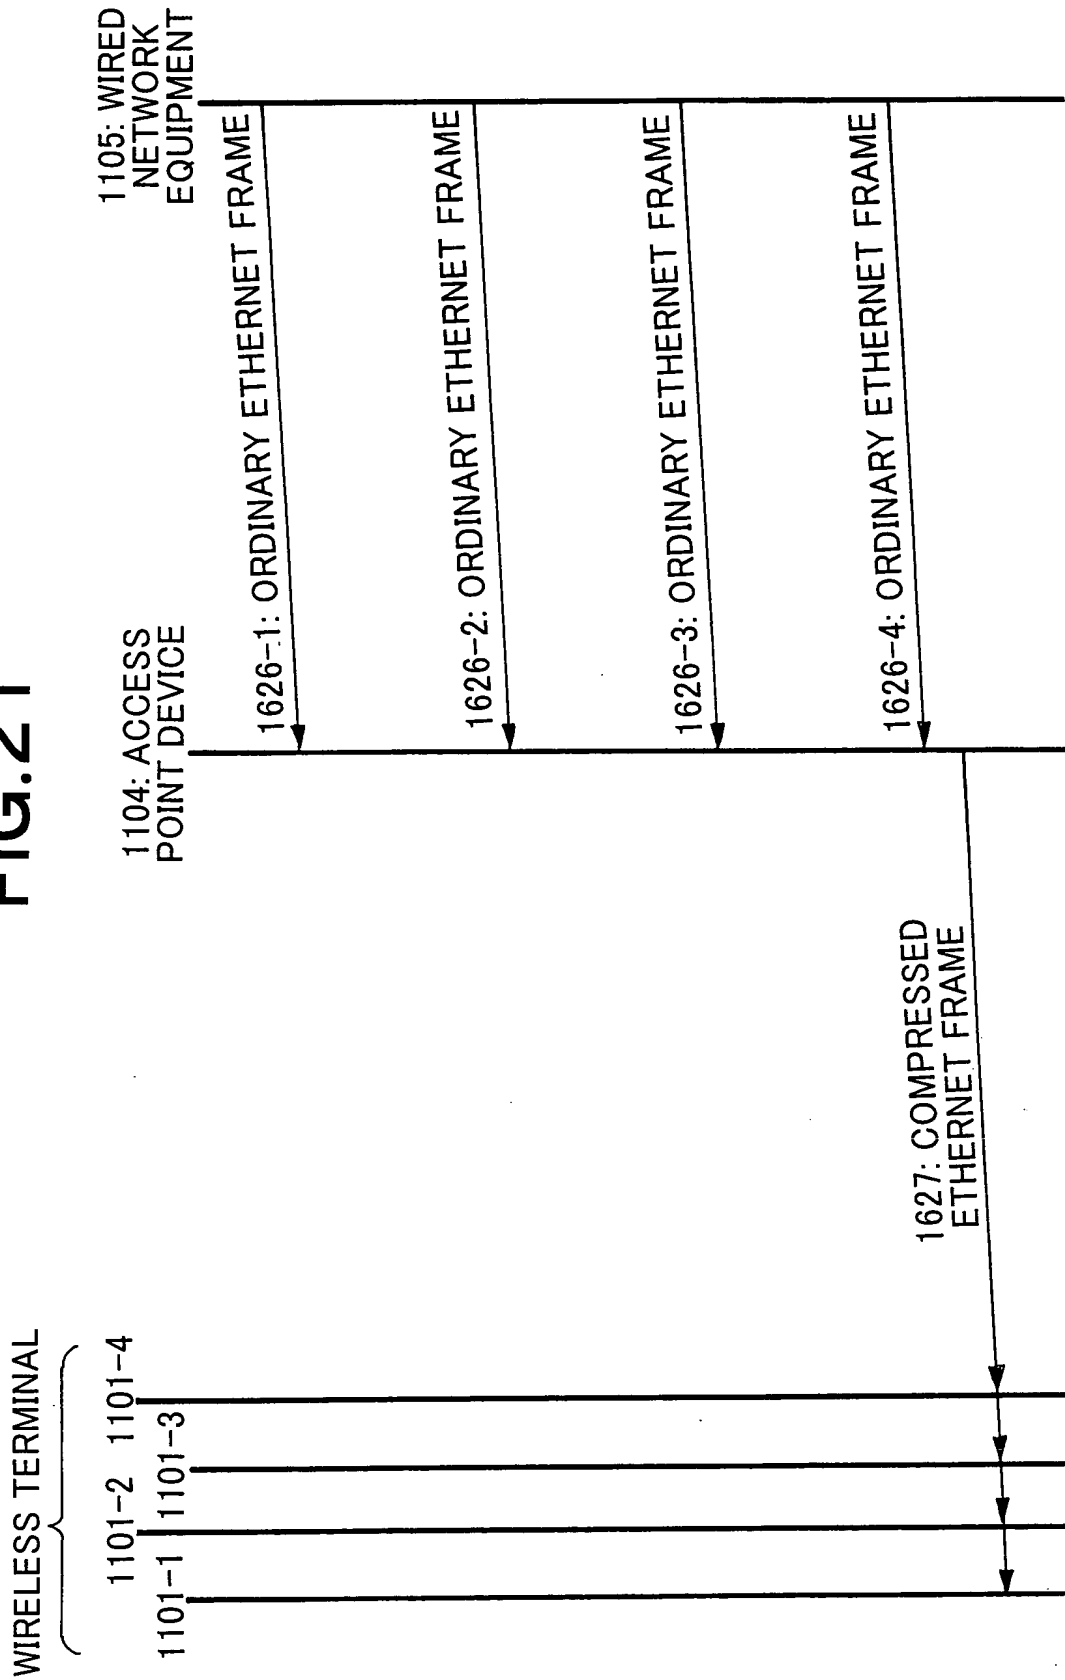 FIG.21
WIRELESS TERMINAL
1101-2 1101-4
1101-1 1101-3
1104: ACCESS
POINT DEVICE
1105: WIRED
NETWORK
EQUIPMENT
1626-1: ORDINARY ETHERNET FRAME
1626-2: ORDINARY ETHERNET FRAME
1626-3: ORDINARY ETHERNET FRAME
1626-4: ORDINARY ETHERNET FRAME
1627: COMPRESSED
ETHERNET FRAME